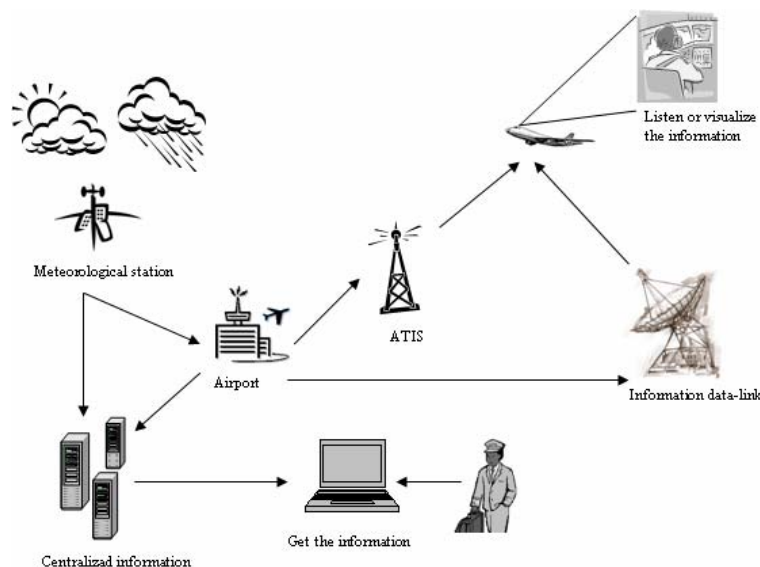 Listen or visualize
the information
Meteorological station
ATIS
Airport
Information data-link
Get the information
Centralizad information